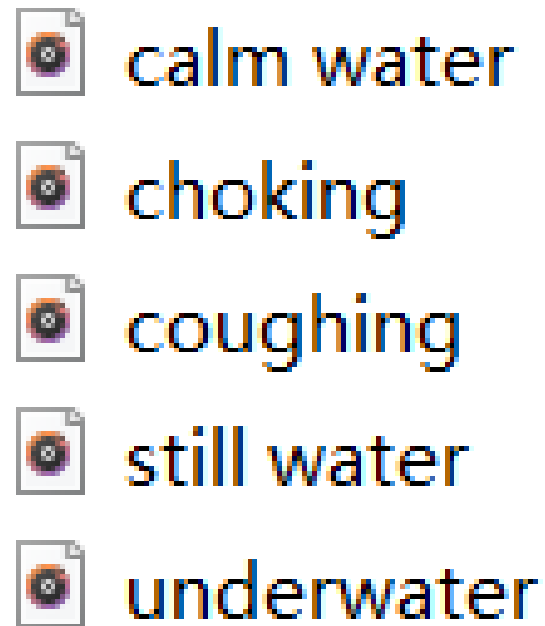 calm water
choking
coughing
still water
underwater